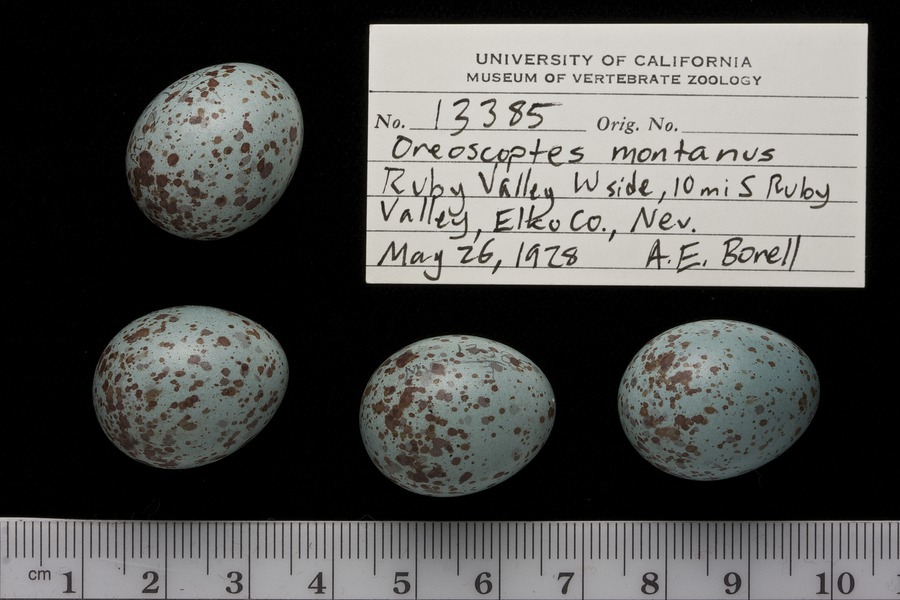 UNIVERSITY OF CALIFORNIA
MUSEUM OF VERTEBRATE ZOOLOGY
No. 13385 Orig. No.
Oreoscoptes montanus
Ruby Valley W side, 10 mi S Ruby
Valley, Elko Co., Nev.
May 26, 1928 A.E. Borell
cm 1 2 3 4 5 6 7 8 9 10